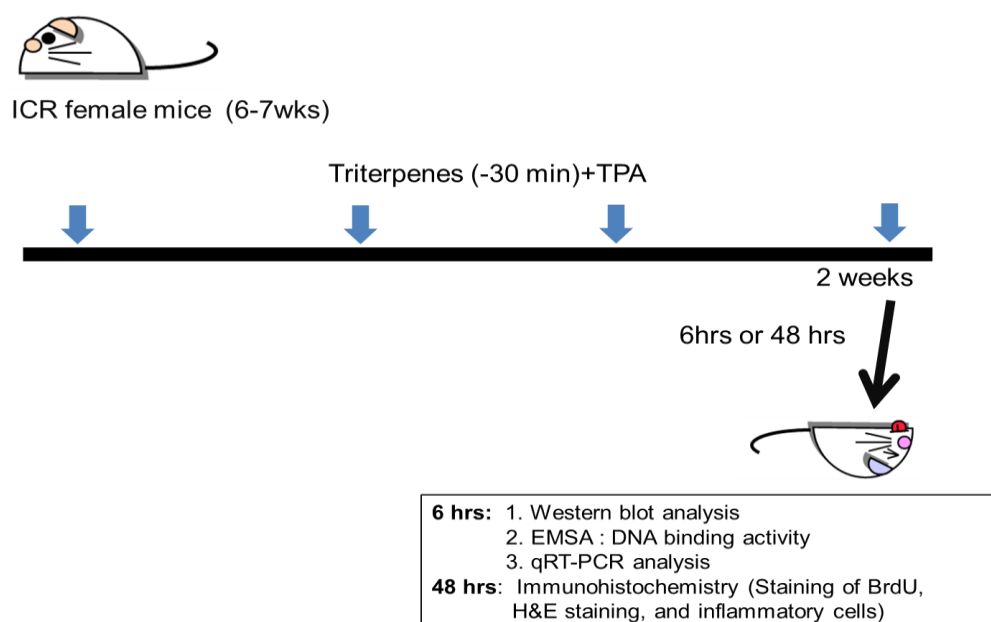 ICR female mice (6-7wks)
Triterpenes (-30 min)+TPA
2 weeks
6hrs or 48 hrs
6 hrs: 1. Western blot analysis
2. EMSA : DNA binding activity
3. qRT-PCR analysis
48 hrs: Immunohistochemistry (Staining of BrdU,
H&E staining, and inflammatory cells)